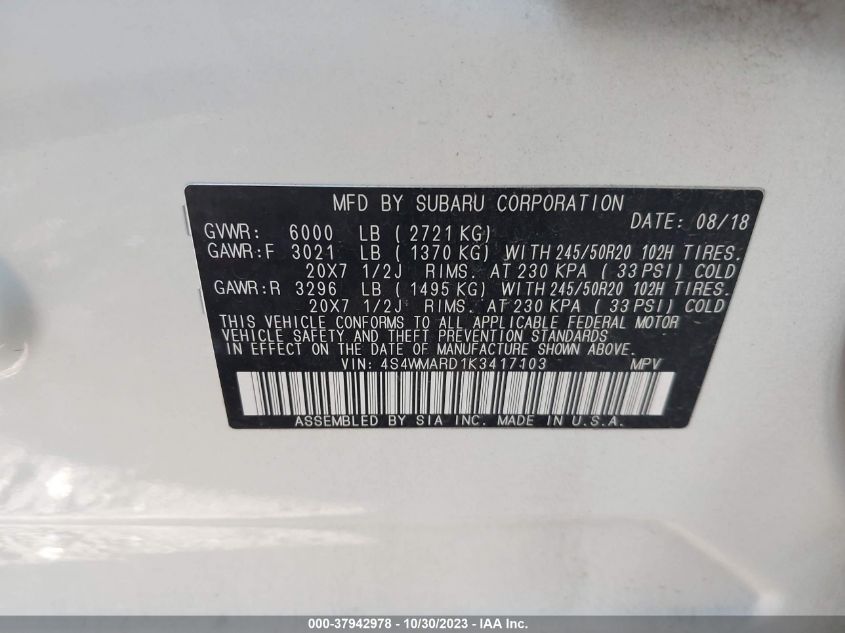 MFD BY SUBARU CORPORATION
DATE: 08/18
GVWR: 6000 LB ( 2721 KG)
GAWR:F 3021 LB ( 1370 KG) WITH 245/50R20 102H TIRES.
20X7 1/2J RIMS. AT 230 KPA ( 33 PSI) COLD
GAWR:R 3296 LB ( 1495 KG) WITH 245/50R20 102H TIRES.
20X7 1/2J RIMS. AT 230 KPA ( 33 PSI) COLD
THIS VEHICLE CONFORMS TO ALL APPLICABLE FEDERAL MOTOR
VEHICLE SAFETY AND THEFT PREVENTION STANDARDS
IN EFFECT ON THE DATE OF MANUFACTURE SHOWN ABOVE.
VIN: 4S4WMARD1K3417103 MPV
ASSEMBLED BY SIA INC. MADE IN U.S.A.
000-37942978 - 10/30/2023 - IAA Inc.